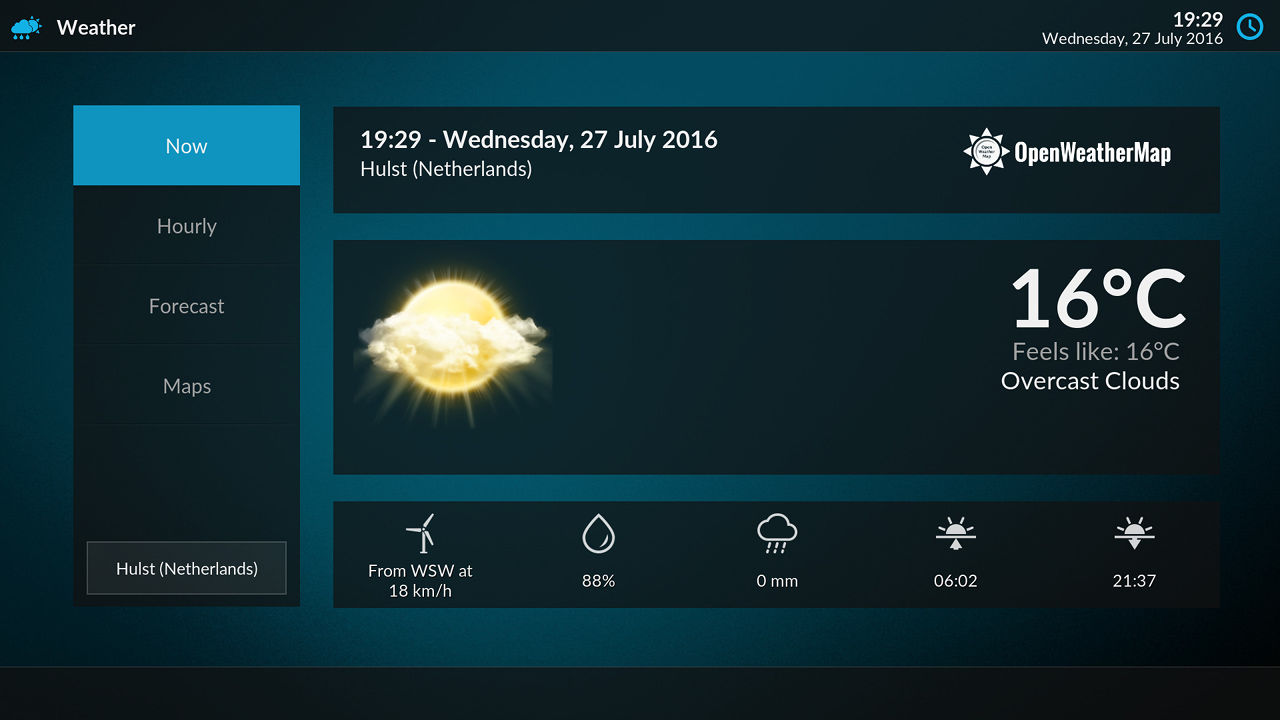 Weather
19:29
Wednesday, 27 July 2016
Now
Hourly
Forecast
Maps
Hulst (Netherlands)
19:29 - Wednesday, 27 July 2016
Hulst (Netherlands)
Open
Weather
Map
OpenWeatherMap
16°C
Feels like: 16°C
Overcast Clouds
From WSW at
18 km/h
88%
0 mm
06:02
21:37